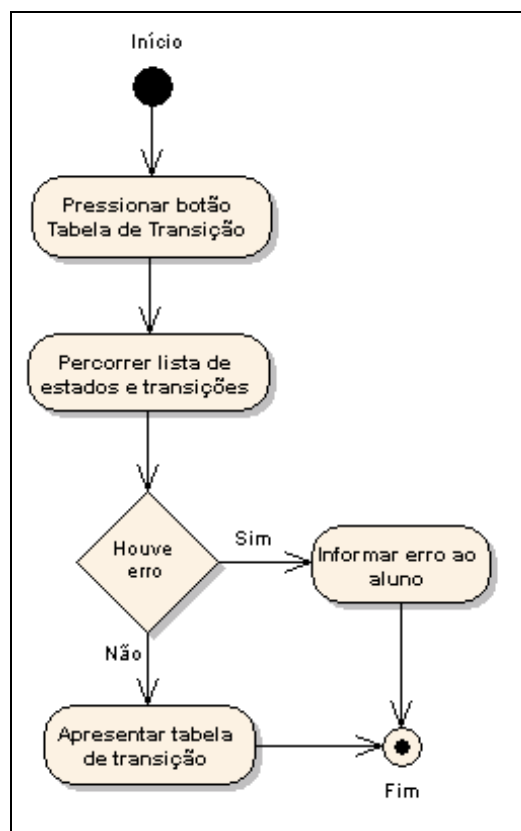 Início
Pressionar botão
Tabela de Transição
Percorrer lista de
estados e transições
Houve
erro
Sim
Informar erro ao
aluno
Não
Apresentar tabela
de transição
Fim